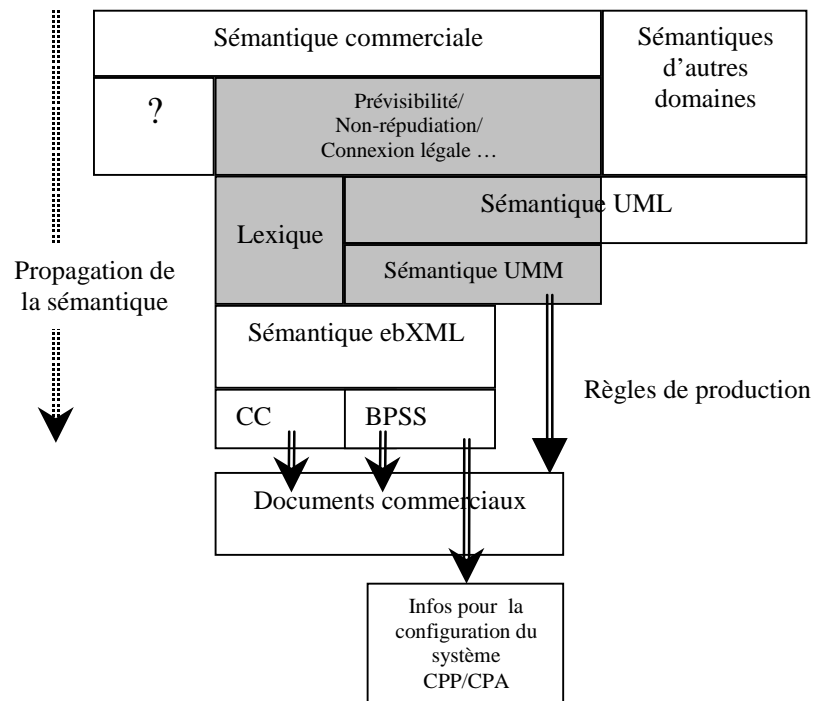 Sémantique commerciale
Sémantiques
d’autres
domaines
?
Prévisibilité/
Non-répudiation/
Connexion légale …
Sémantique UML
Lexique
Sémantique UMM
Propagation de
la sémantique
Sémantique ebXML
Règles de production
CC
BPSS
Documents commerciaux
Infos pour la
configuration du
système
CPP/CPA